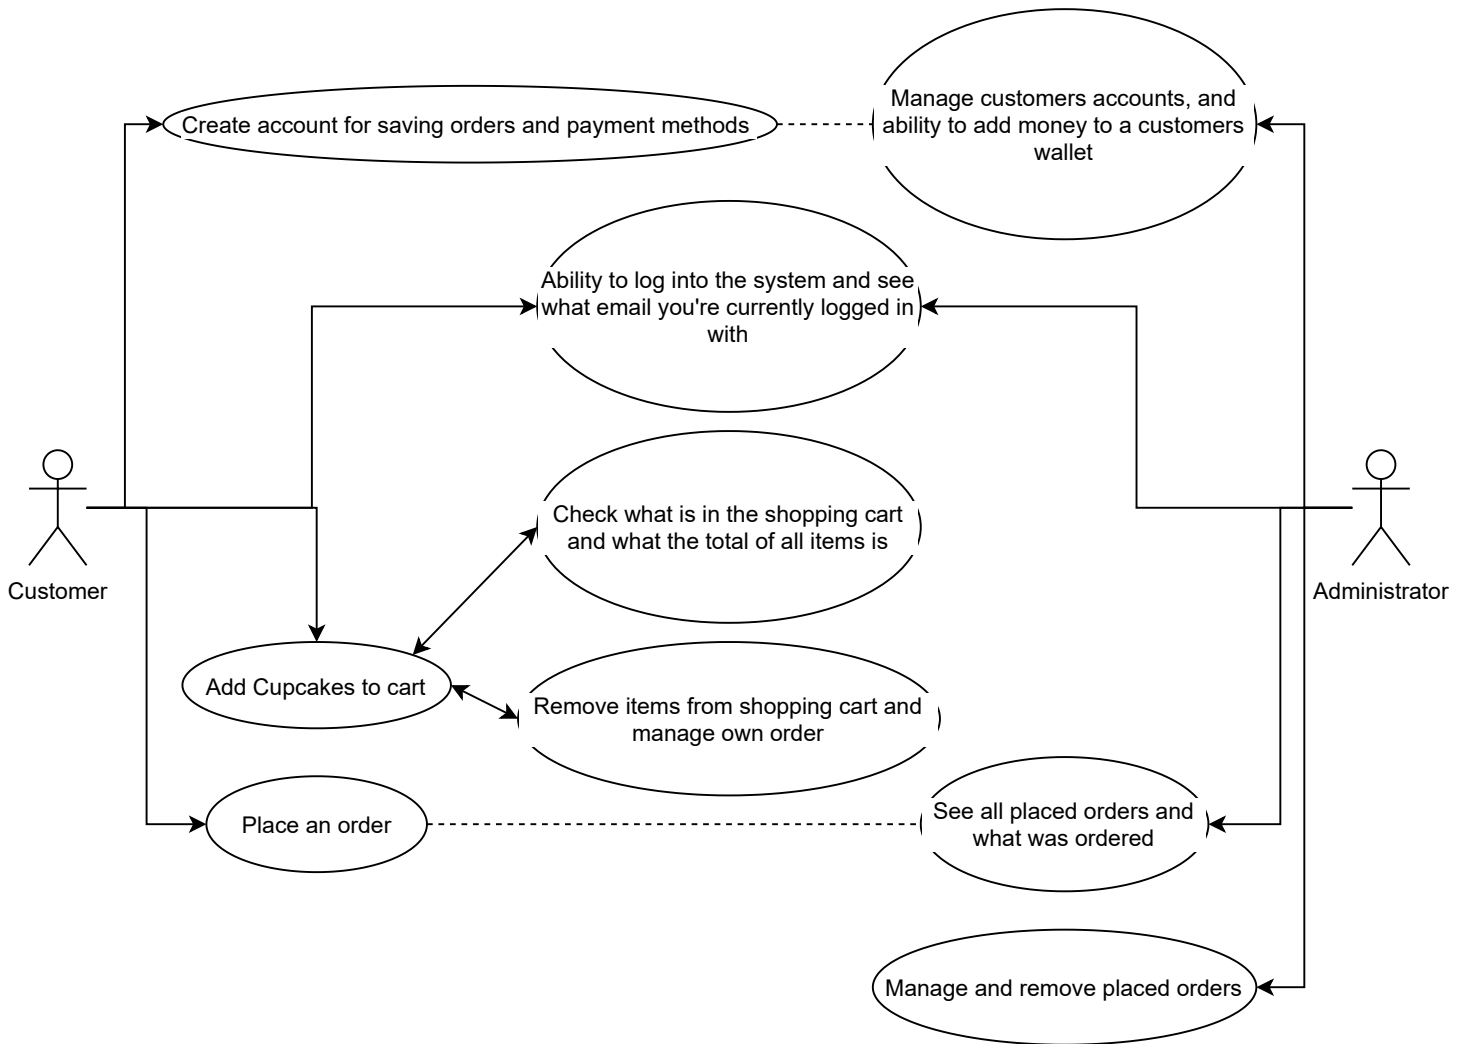 Manage customers accounts, and
ability to add money to a customers
wallet
Create account for saving orders and payment methods
Ability to log into the system and see
what email you're currently logged in
with
Check what is in the shopping cart
and what the total of all items is
Customer
Administrator
Add Cupcakes to cart
Remove items from shopping cart and
manage own order
Place an order
See all placed orders and
what was ordered
Manage and remove placed orders